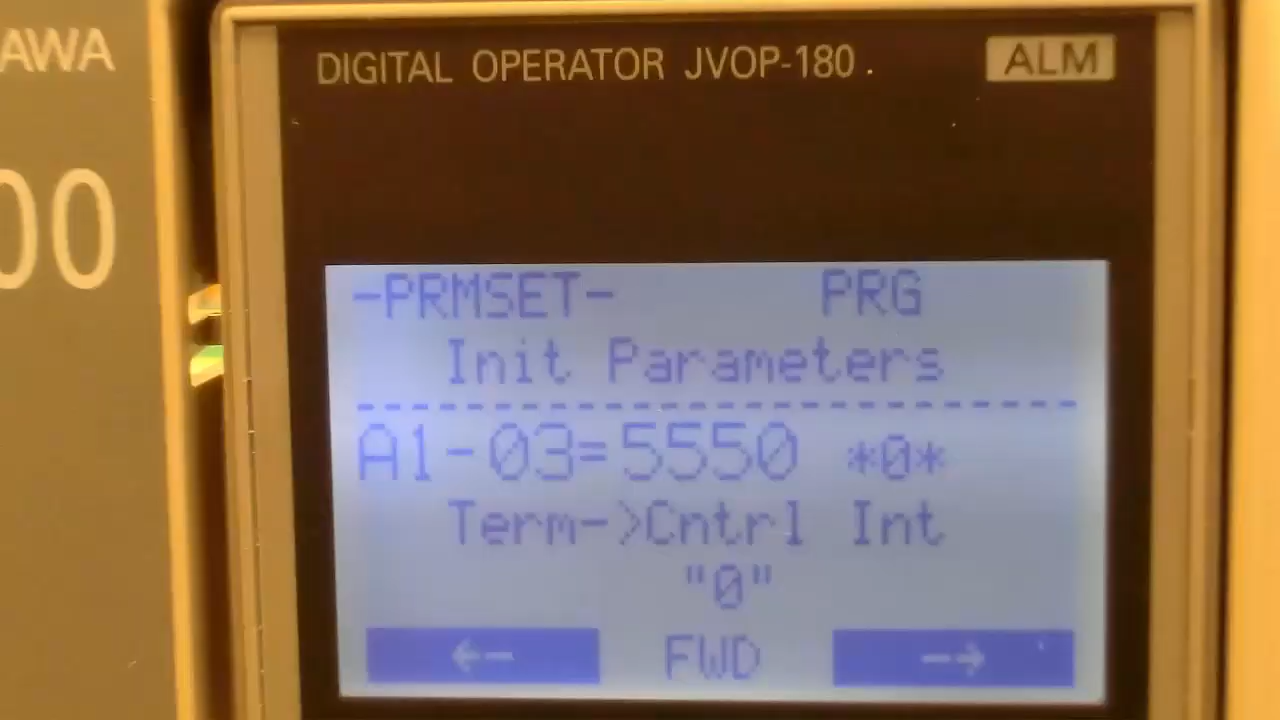 AWA
DIGITAL OPERATOR JVOP-180
ALM
00
-PRMSET- PRG
Init Parameters
A1-03=5550 *0*
Term->Cntrl Int
"0"
←- FWD -→